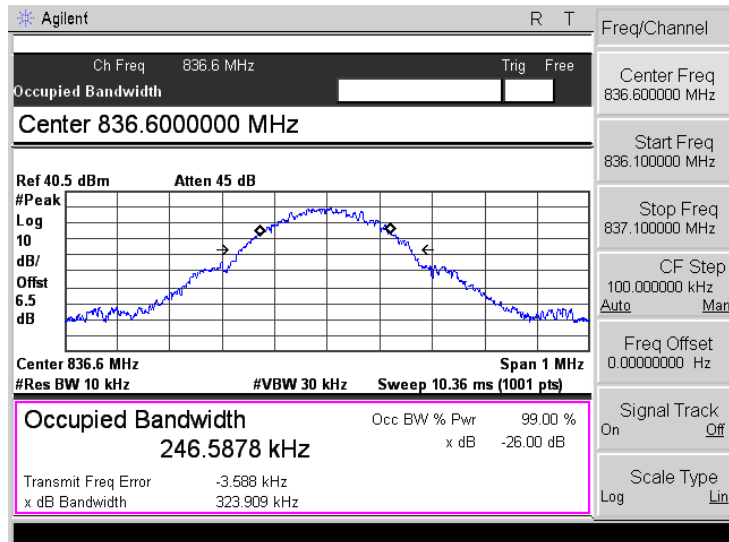 Agilent
R T
Ch Freq 836.6 MHz Trig Free
Occupied Bandwidth
Center 836.6000000 MHz
Ref 40.5 dBm Atten 45 dB
#Peak
Log
10
dB/
Offst
6.5
dB
Center 836.6 MHz Span 1 MHz
#Res BW 10 kHz #VBW 30 kHz Sweep 10.36 ms (1001 pts)
Occupied Bandwidth
246.5878 kHz
Occ BW % Pwr 99.00 %
x dB -26.00 dB
Transmit Freq Error -3.588 kHz
x dB Bandwidth 323.909 kHz
Freq/Channel
Center Freq
836.600000 MHz
Start Freq
836.100000 MHz
Stop Freq
837.100000 MHz
CF Step
100.000000 kHz
Auto Man
Freq Offset
0.00000000 Hz
Signal Track
On Off
Scale Type
Log Lin